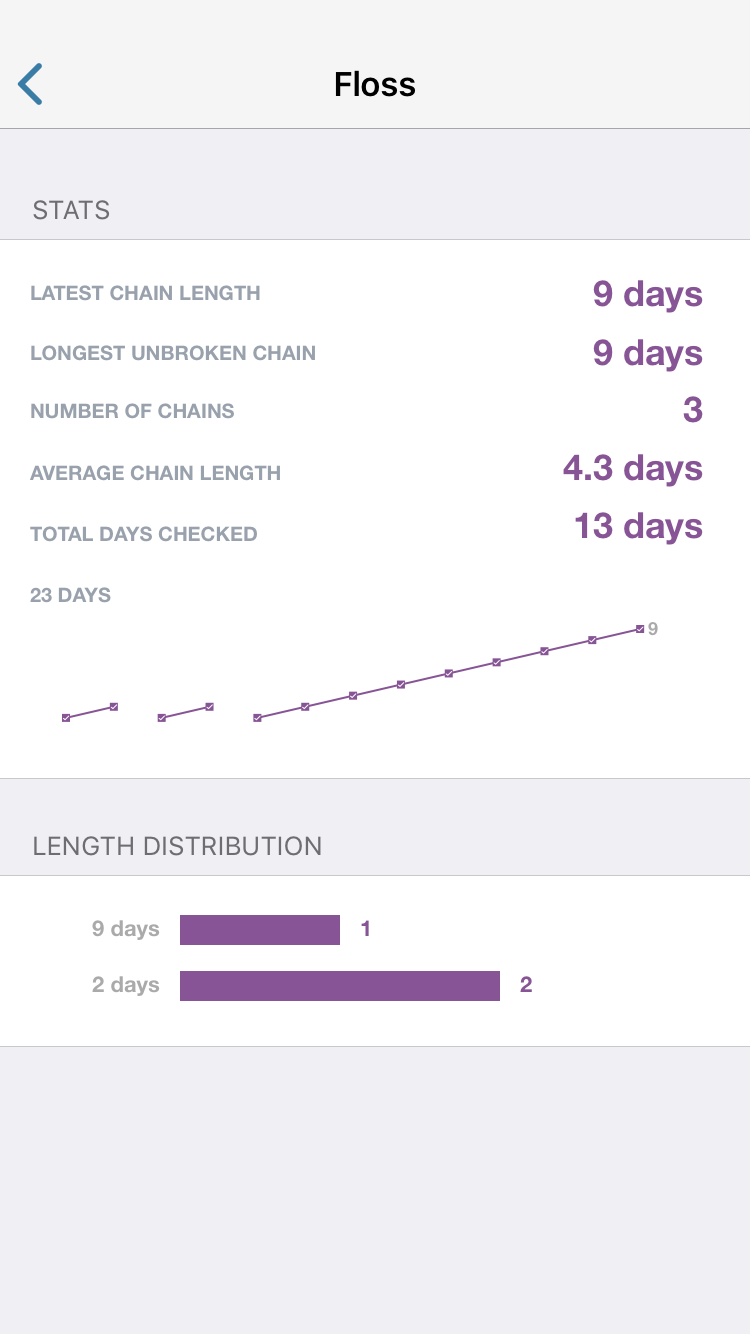 Floss
STATS
LATEST CHAIN LENGTH 9 days
LONGEST UNBROKEN CHAIN 9 days
NUMBER OF CHAINS 3
AVERAGE CHAIN LENGTH 4.3 days
TOTAL DAYS CHECKED 13 days
23 DAYS
9
LENGTH DISTRIBUTION
9 days 1
2 days 2